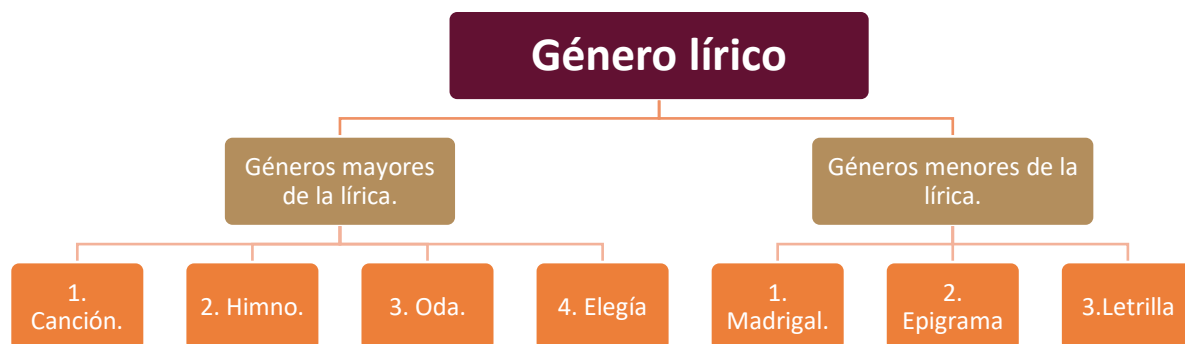 Género lírico
Géneros mayores
de la lírica.
Géneros menores de la
lírica.
1.
Canción.
2. Himno.
3. Oda.
4. Elegía
1.
Madrigal.
2.
Epigrama
3.Letrilla